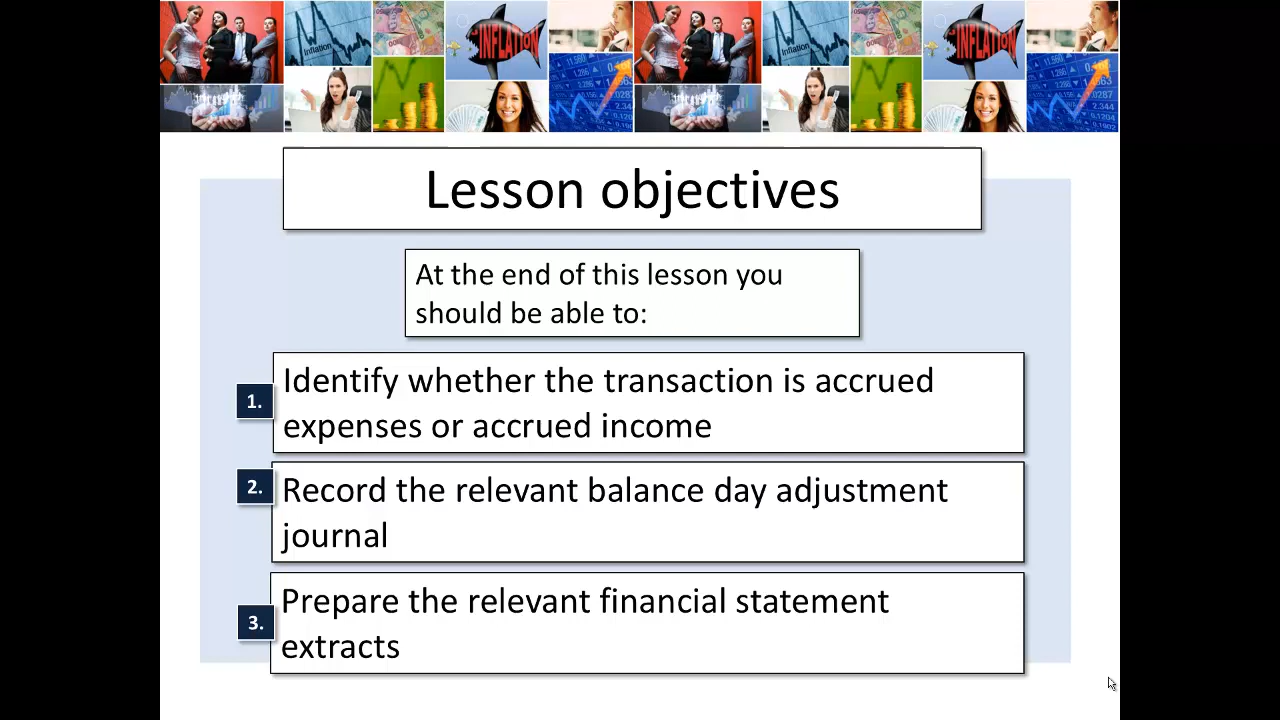 Inflation
INFLATION
Inflation
INFLATION
Lesson objectives
At the end of this lesson you
should be able to:
1.
Identify whether the transaction is accrued
expenses or accrued income
2.
Record the relevant balance day adjustment
journal
3.
Prepare the relevant financial statement
extracts